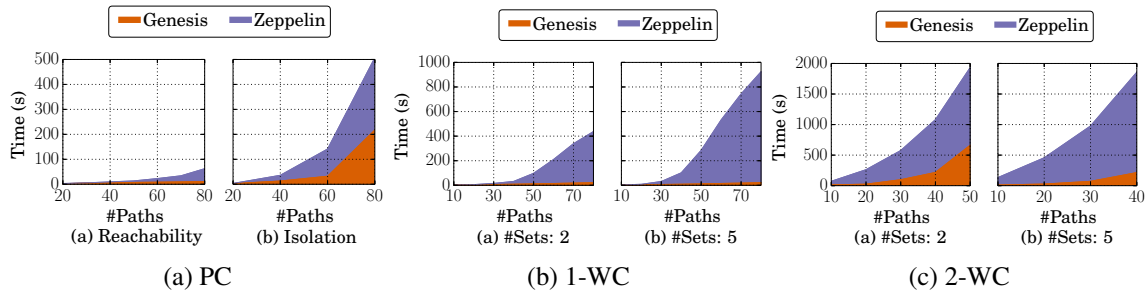 Genesis Zeppelin
500
400
300
200
100
0
Time (s)
20 40 60 80
#Paths
(a) Reachability
20 40 60 80
#Paths
(b) Isolation
(a) PC
Genesis Zeppelin
1000
800
600
400
200
0
Time (s)
10 30 50 70
#Paths
(a) #Sets: 2
10 30 50 70
#Paths
(b) #Sets: 5
(b) 1-WC
Genesis Zeppelin
2000
1500
1000
500
0
Time (s)
10 20 30 40 50
#Paths
(a) #Sets: 2
10 20 30 40
#Paths
(b) #Sets: 5
(c) 2-WC